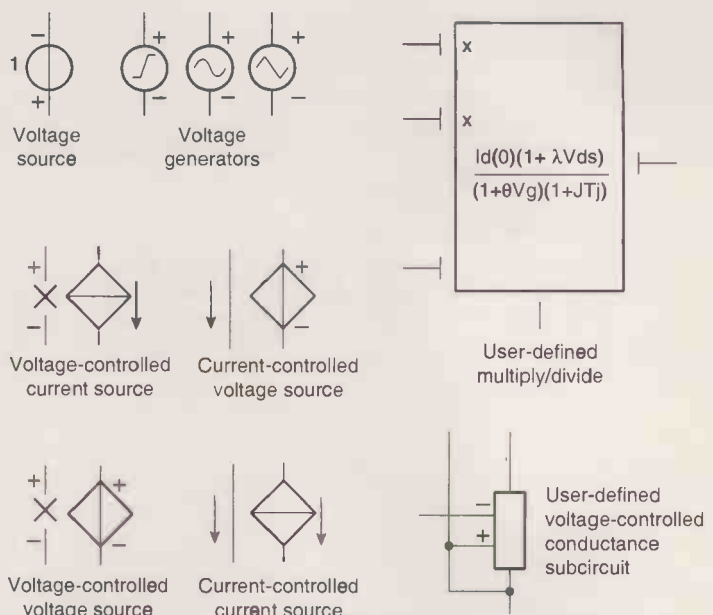 −
+
+
+
1
+
−
−
−
Voltage
source
Voltage
generators
x
x
Id(0)(1+ λVds)
(1+θVg)(1+JTj)
User-defined
multiply/divide
+
−
Voltage-controlled
current source
+
−
Current-controlled
voltage source
+
−
+
−
Voltage-controlled
voltage source
Current-controlled
current source
−
+
User-defined
voltage-controlled
conductance
subcircuit